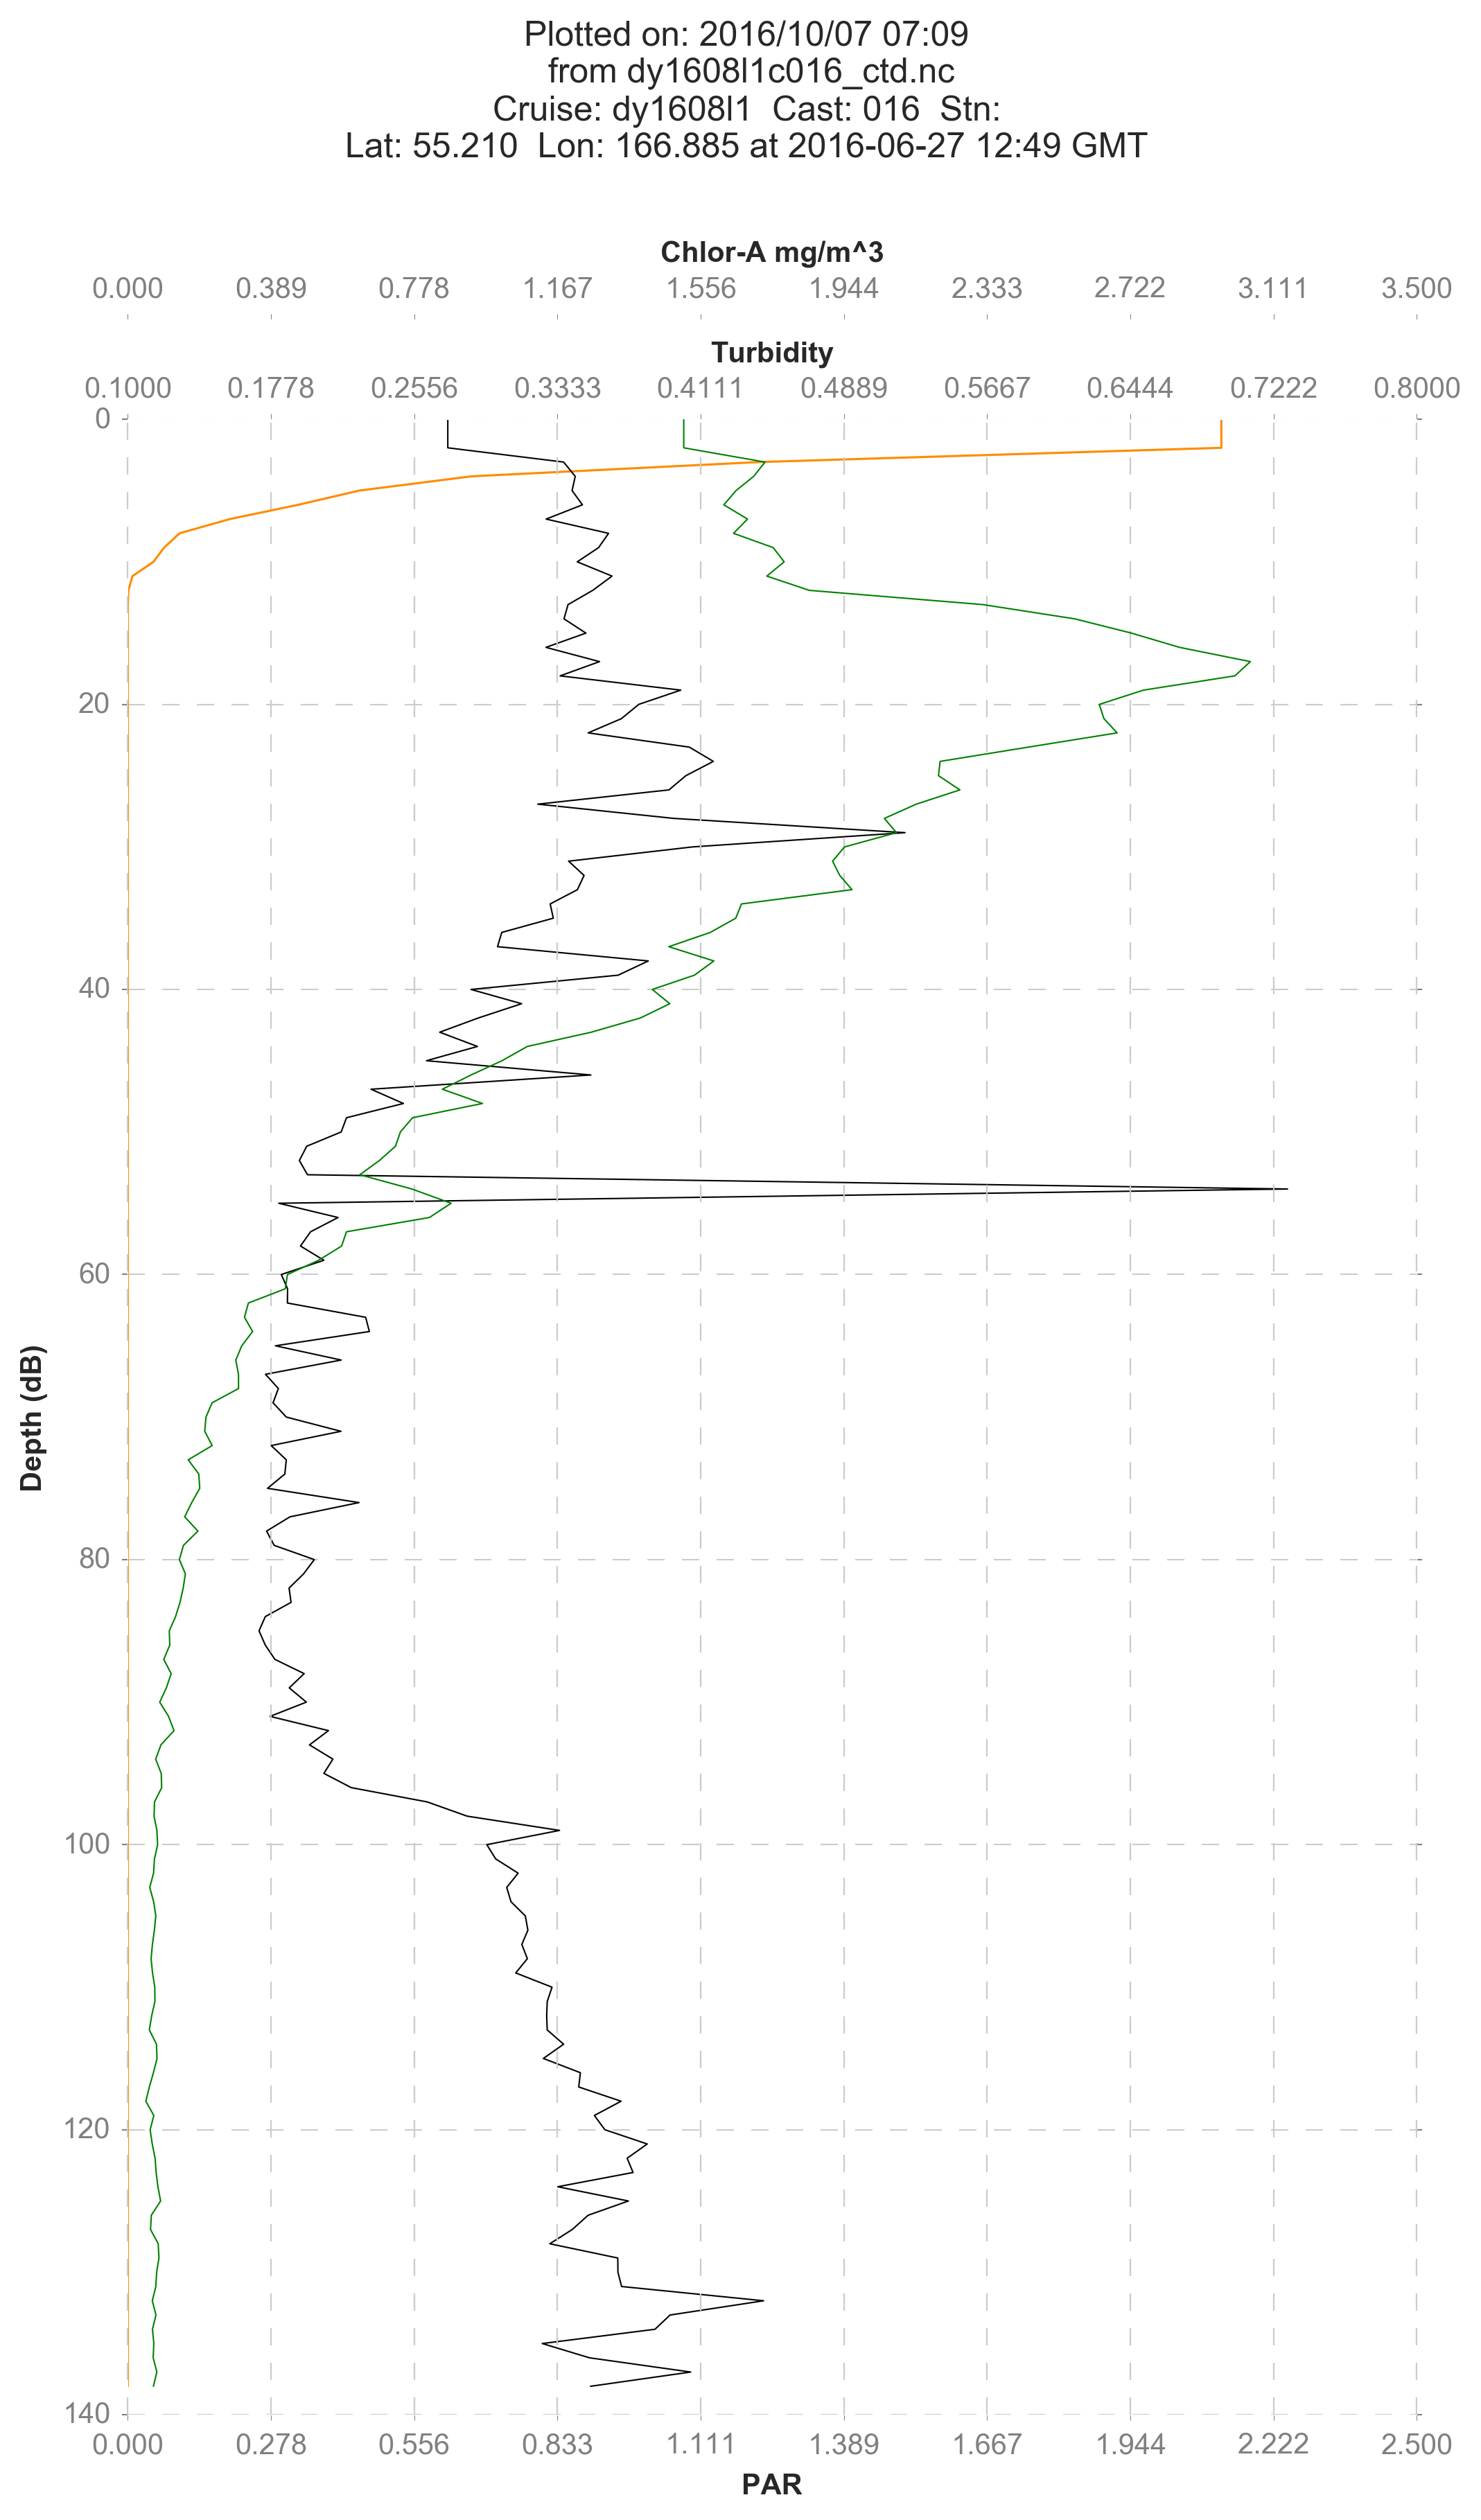 Plotted on: 2016/10/07 07:09
from dy1608l1c016_ctd.nc
Cruise: dy1608l1  Cast: 016  Stn:
Lat: 55.210  Lon: 166.885 at 2016-06-27 12:49 GMT
Chlor-A mg/m^3
0.000 0.389 0.778 1.167 1.556 1.944 2.333 2.722 3.111 3.500
Turbidity
0.1000 0.1778 0.2556 0.3333 0.4111 0.4889 0.5667 0.6444 0.7222 0.8000
0
20
40
60
Depth (dB)
80
100
120
140
0.000 0.278 0.556 0.833 1.111 1.389 1.667 1.944 2.222 2.500
PAR